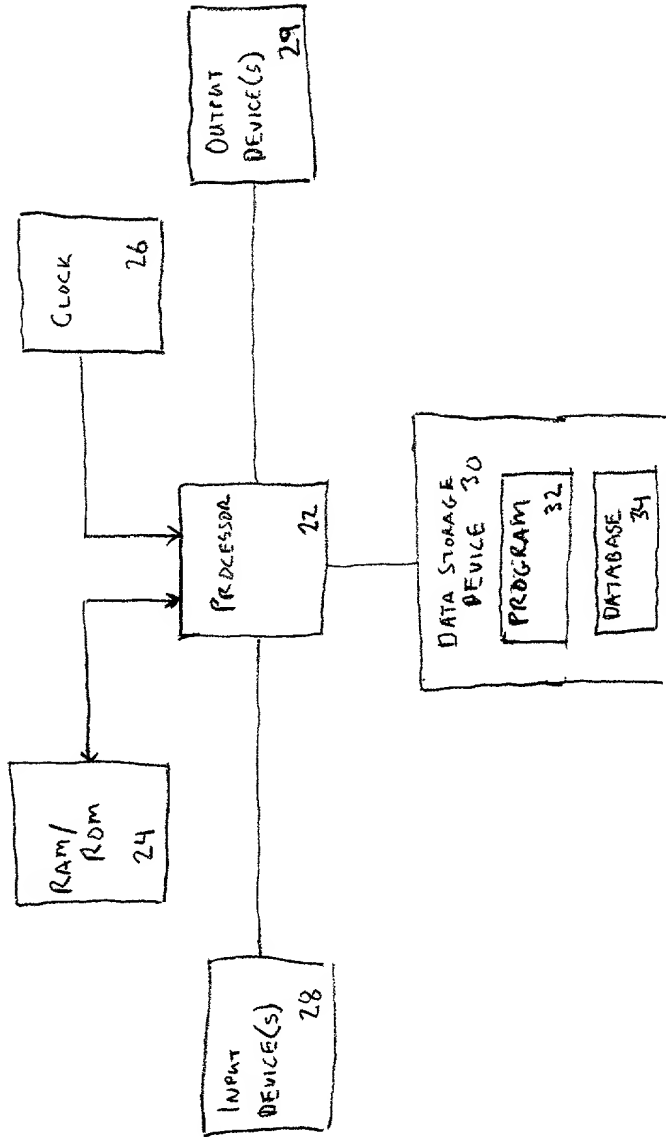 RAM/
ROM
24
CLOCK
26
INPUT
DEVICE(S)
28
PROCESSOR
22
OUTPUT
DEVICE(S)
29
DATA STORAGE
DEVICE 30
PROGRAM
32
DATABASE
34